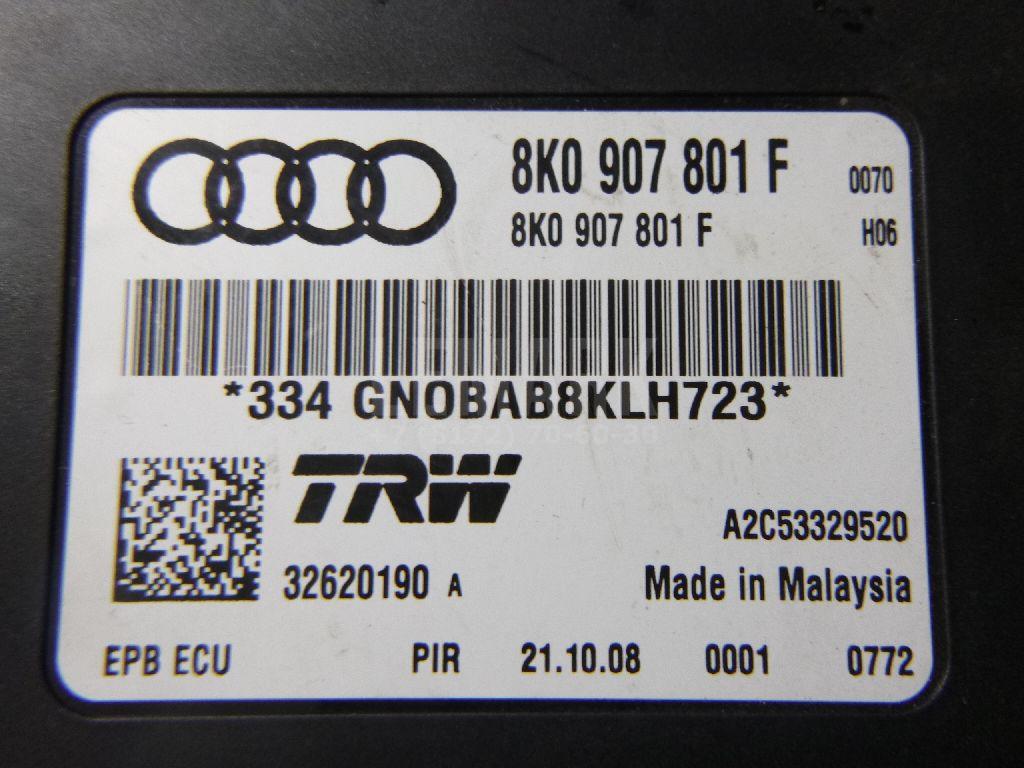 8K0 907 801 F 0070
8K0 907 801 F H06
*334 GN0BAB8KLH723*
TRW
A2C53329520
32620190 A Made in Malaysia
EPB ECU PIR 21.10.08 0001 0772